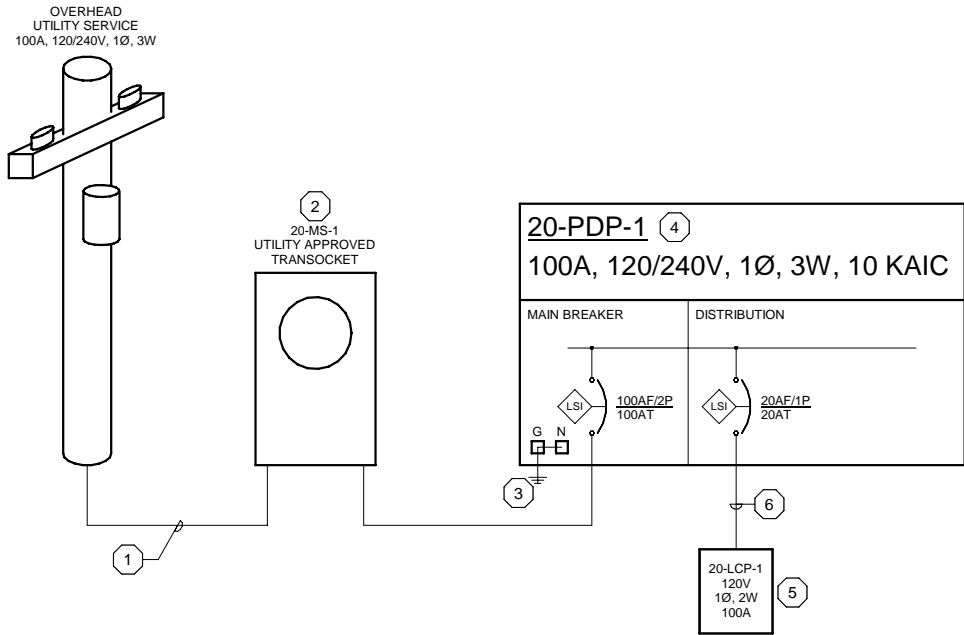 OVERHEAD
UTILITY SERVICE
100A, 120/240V, 1Ø, 3W
2
20-MS-1
UTILITY APPROVED
TRANSOCKET
20-PDP-1 4
100A, 120/240V, 1Ø, 3W, 10 KAIC
MAIN BREAKER
DISTRIBUTION
LSI
100AF/2P
100AT
LSI
20AF/1P
20AT
G N
3
6
1
20-LCP-1
120V
1Ø, 2W
100A
5